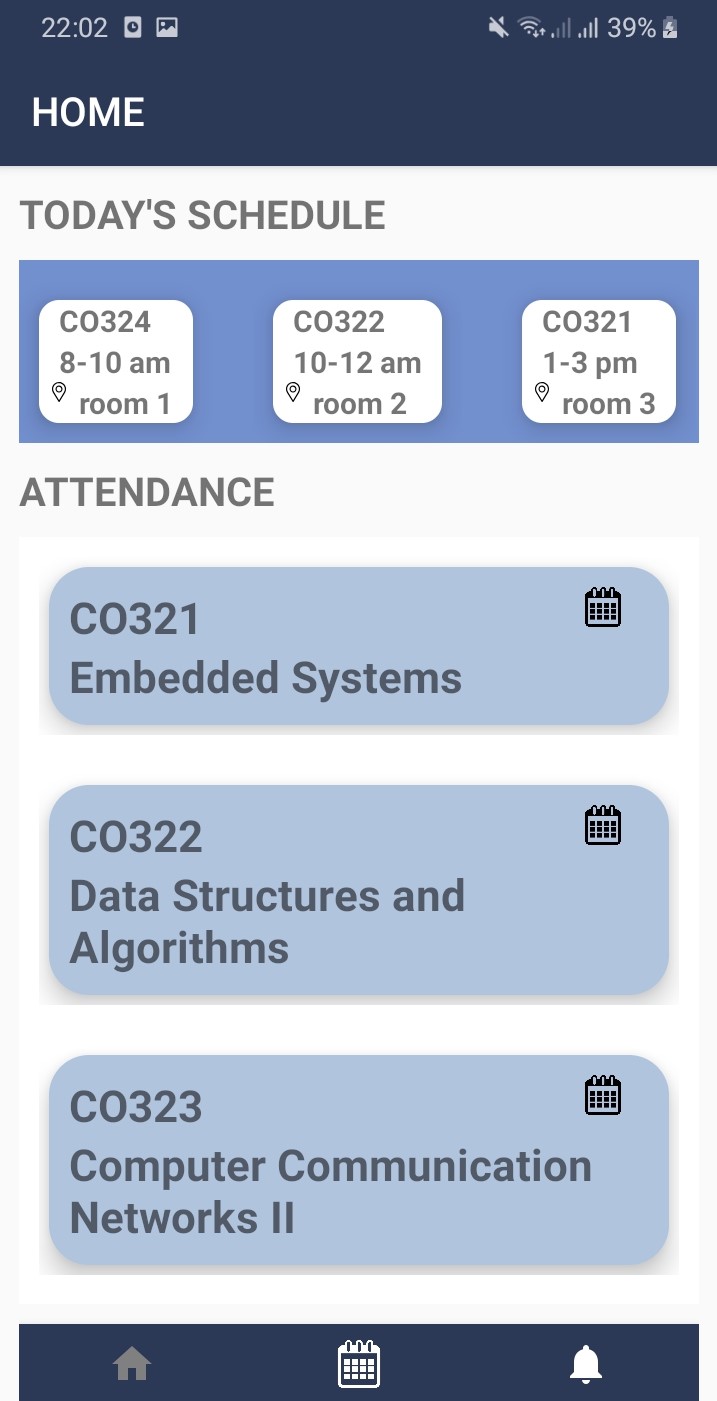 22:02 39%
HOME
TODAY'S SCHEDULE
CO324
8-10 am
room 1
CO322
10-12 am
room 2
CO321
1-3 pm
room 3
ATTENDANCE
CO321
Embedded Systems
CO322
Data Structures and
Algorithms
CO323
Computer Communication
Networks II